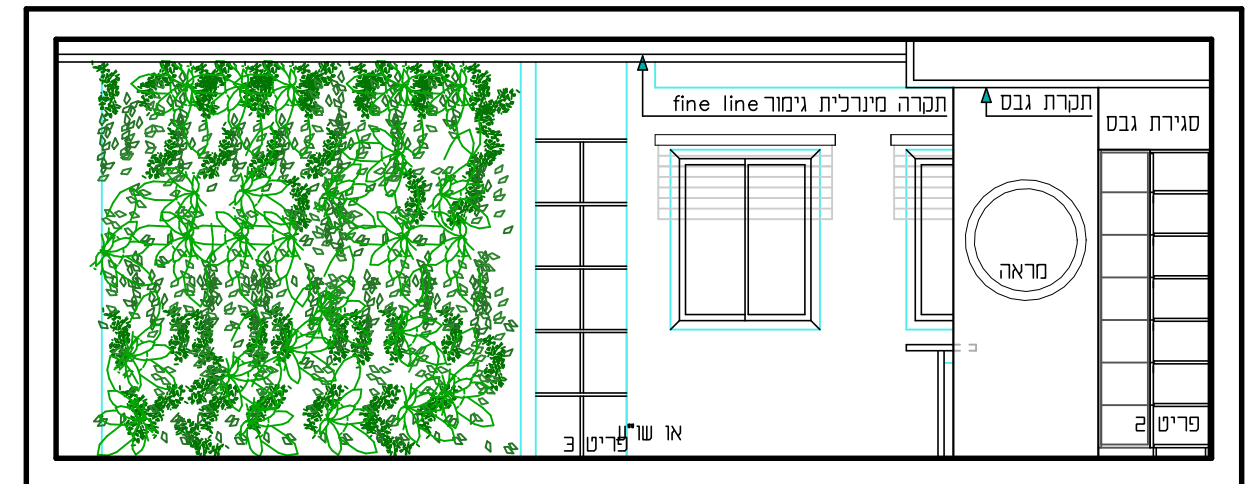 תקרה מינרלית גימור fine line
תקרת גבס
סגירת גבס
מראה
פריט 2
או שו"ע
פריט 3